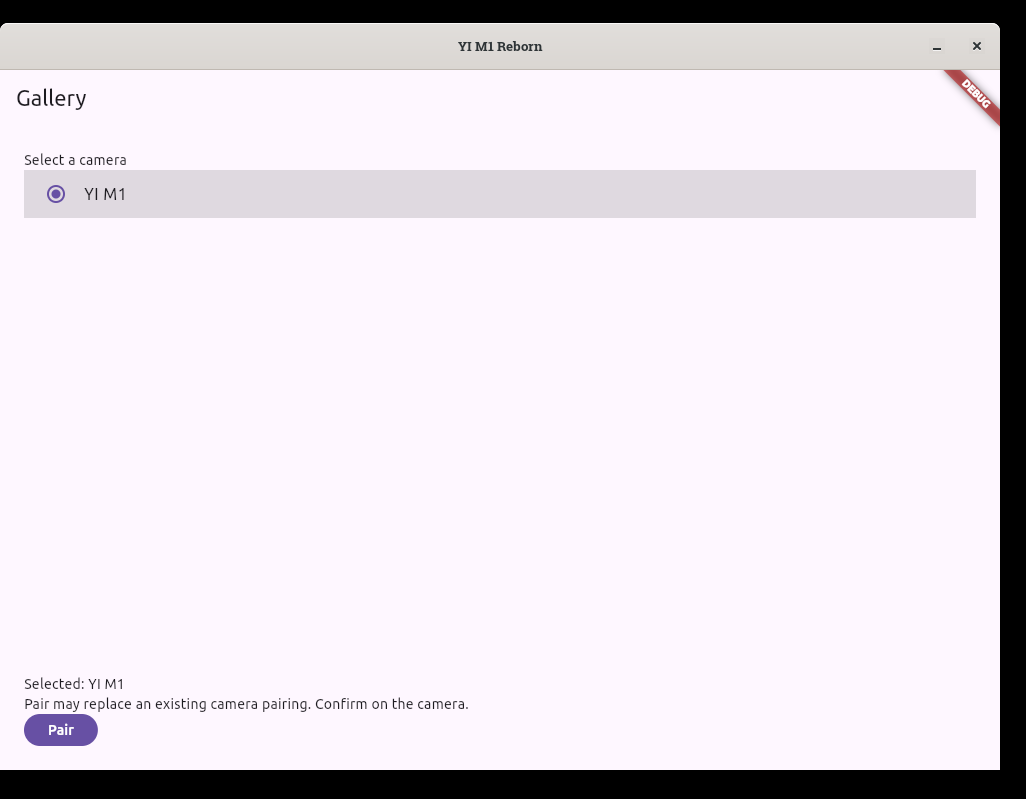 YI M1 Reborn
DEBUG
Gallery
Select a camera
YI M1
Selected: YI M1
Pair may replace an existing camera pairing. Confirm on the camera.
Pair